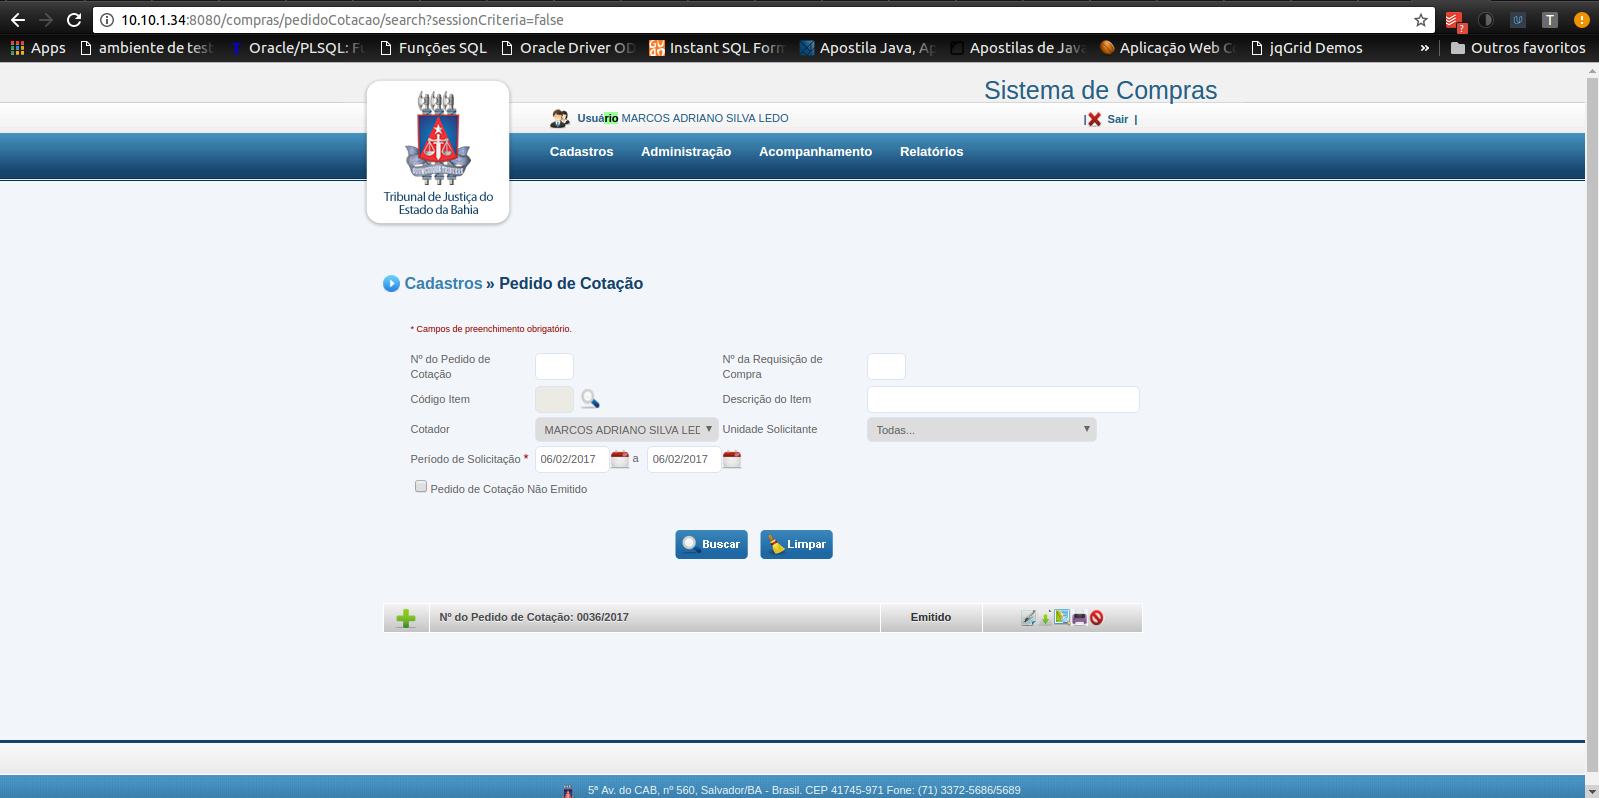 10.10.1.34:8080/compras/pedidoCotacao/search?sessionCriteria=false
Apps ambiente de test Oracle/PLSQL: Fu Funções SQL Oracle Driver OD Instant SQL Form Apostila Java, Ap Apostilas de Java Aplicação Web Co jqGrid Demos » Outros favoritos
Sistema de Compras
Usuário MARCOS ADRIANO SILVA LEDO | Sair |
Cadastros Administração Acompanhamento Relatórios
Tribunal de Justiça do
Estado da Bahia
Cadastros » Pedido de Cotação
* Campos de preenchimento obrigatório.
Nº do Pedido de Cotação
Nº da Requisição de Compra
Código Item
Descrição do Item
Cotador MARCOS ADRIANO SILVA LED
Unidade Solicitante Todas...
Período de Solicitação * 06/02/2017 a 06/02/2017
Pedido de Cotação Não Emitido
Buscar Limpar
Nº do Pedido de Cotação: 0036/2017 Emitido
5ª Av. do CAB, nº 560, Salvador/BA - Brasil. CEP 41745-971 Fone: (71) 3372-5686/5689